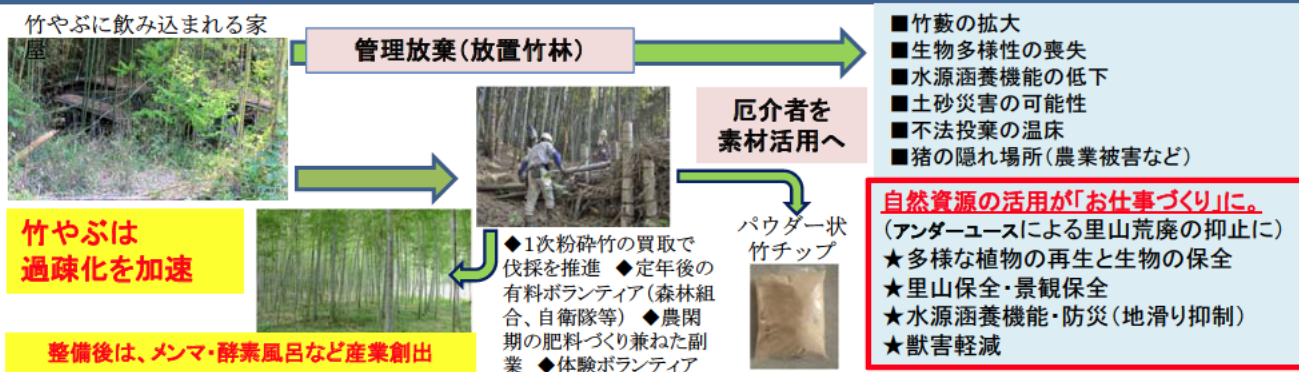 竹やぶに飲み込まれる家
屋
管理放棄(放置竹林)
■竹藪の拡大
■生物多様性の喪失
■水源涵養機能の低下
■土砂災害の可能性
■不法投棄の温床
■猪の隠れ場所(農業被害など)
厄介者を
素材活用へ
竹やぶは
過疎化を加速
◆1次粉砕竹の買取で
伐採を推進 ◆定年後の
有料ボランティア(森林組
合、自衛隊等) ◆農閑
期の肥料づくり兼ねた副
業 ◆体験ボランティア
パウダー状
竹チップ
自然資源の活用が「お仕事づくり」に。
(アンダーユースによる里山荒廃の抑止に)
★多様な植物の再生と生物の保全
★里山保全・景観保全
★水源涵養機能・防災(地滑り抑制)
★獣害軽減
整備後は、メンマ・酵素風呂など産業創出